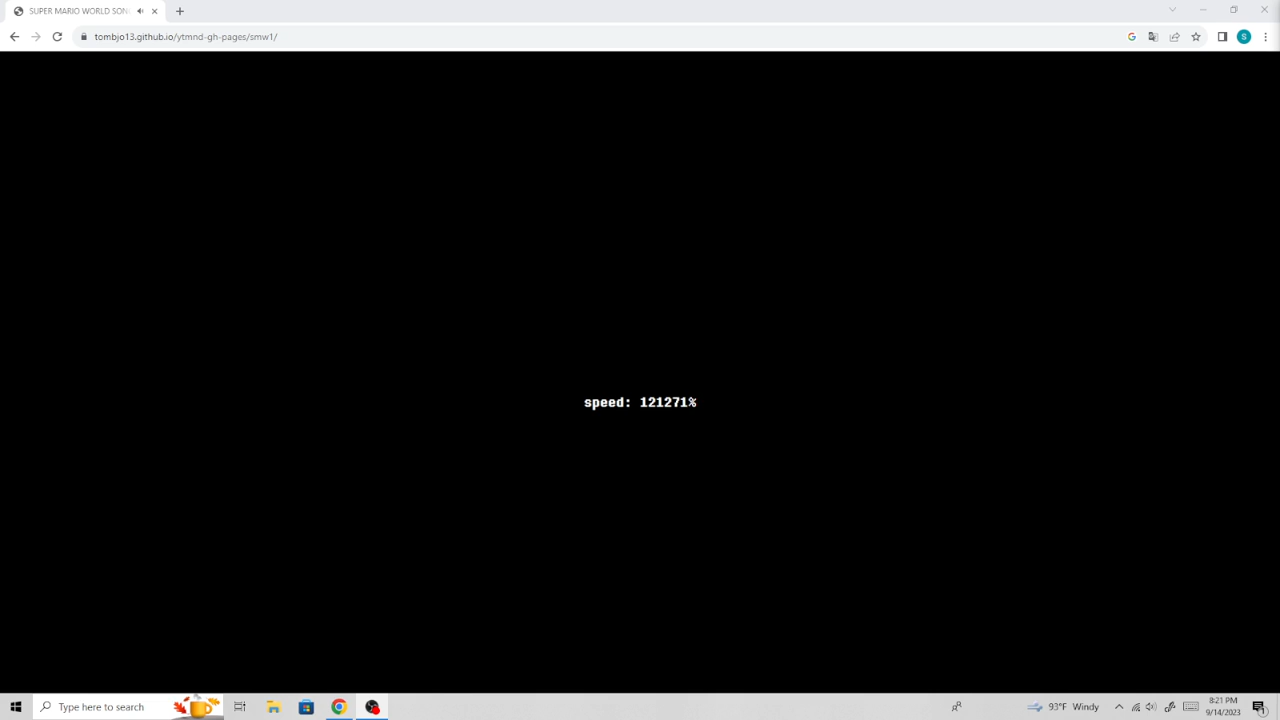 SUPER MARIO WORLD SON
tombjo13.github.io/ytmnd-gh-pages/smw1/
S
speed: 121271%
Type here to search
93°F Windy
8:21 PM
9/14/2023
1